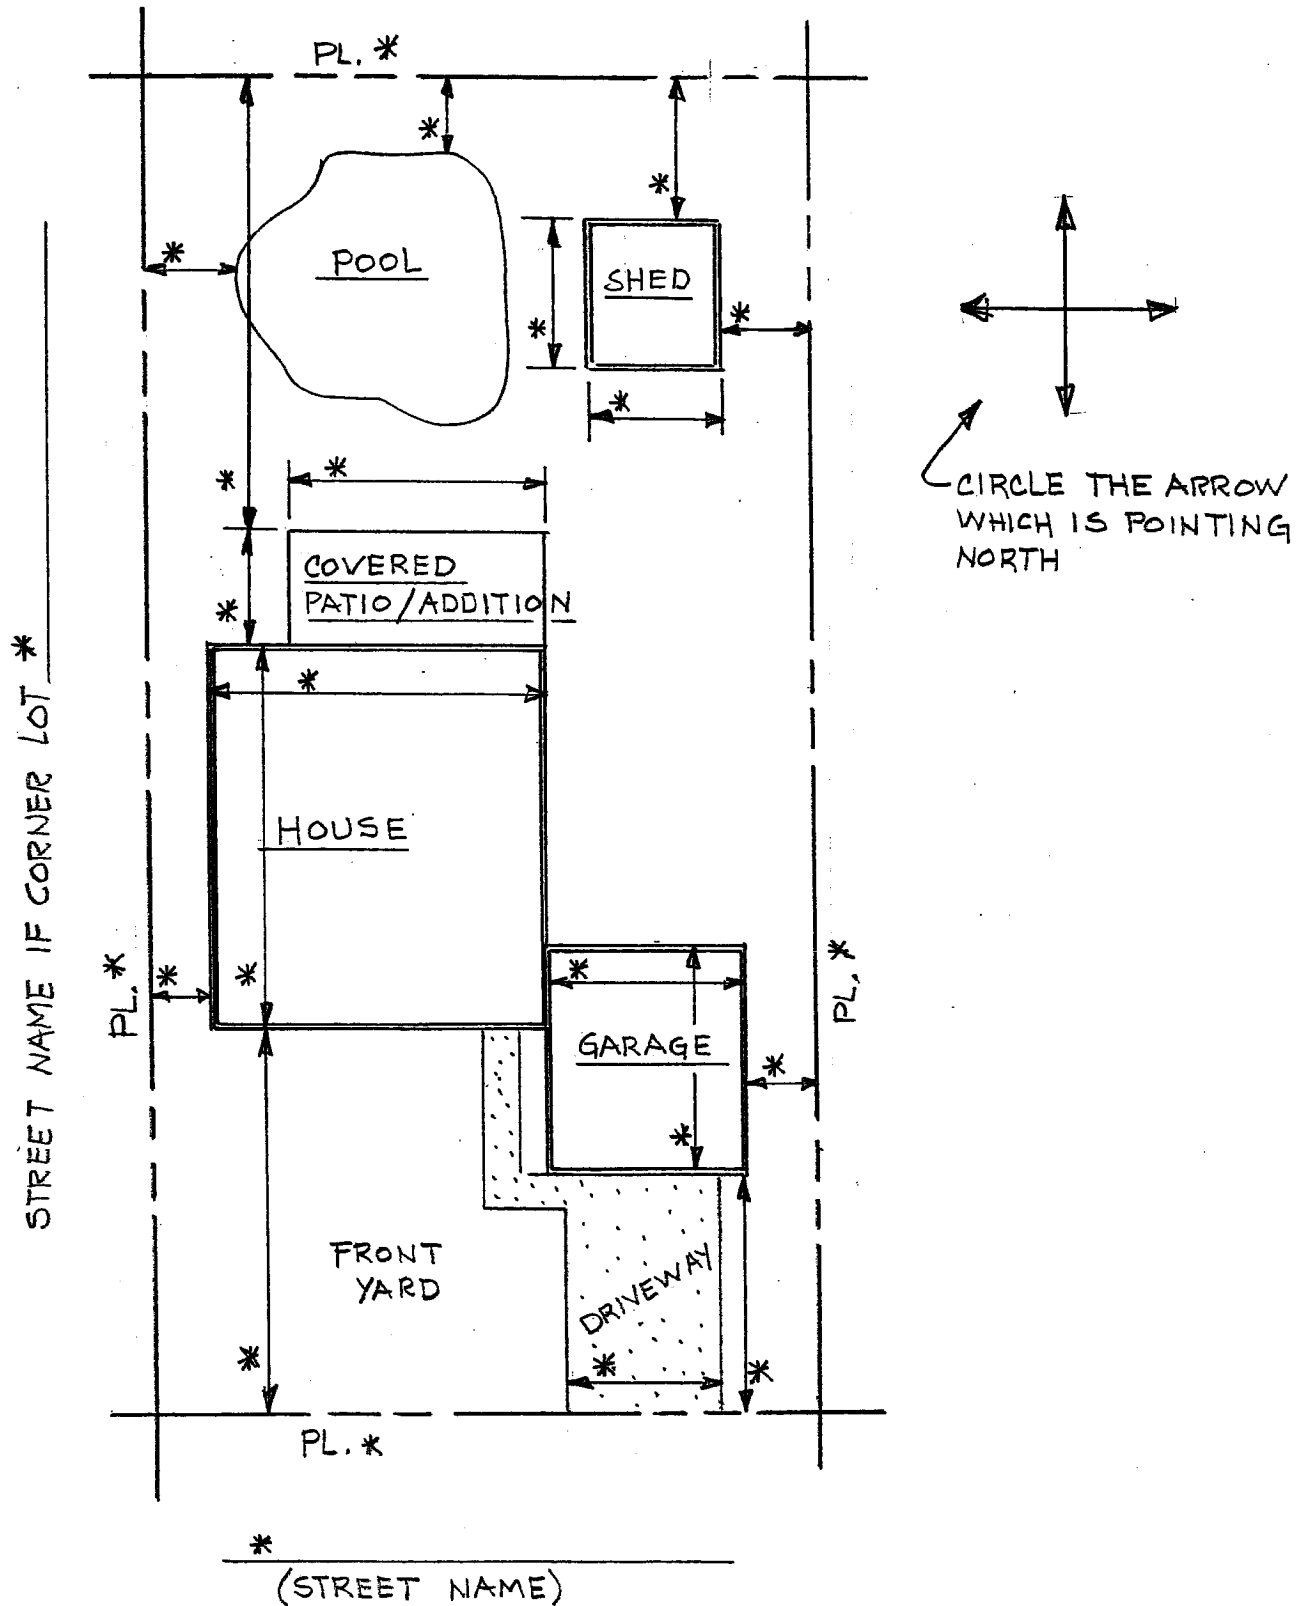 PL. *
*
*
*
POOL
SHED
*
*
*
*
*
*
CIRCLE THE ARROW
WHICH IS POINTING
NORTH
COVERED
PATIO/ADDITION
*
*
STREET NAME IF CORNER LOT *
HOUSE
*
PL. *
*
*
PL. *
GARAGE
*
*
FRONT
YARD
DRIVEWAY
*
*
*
PL. *
*
(STREET NAME)